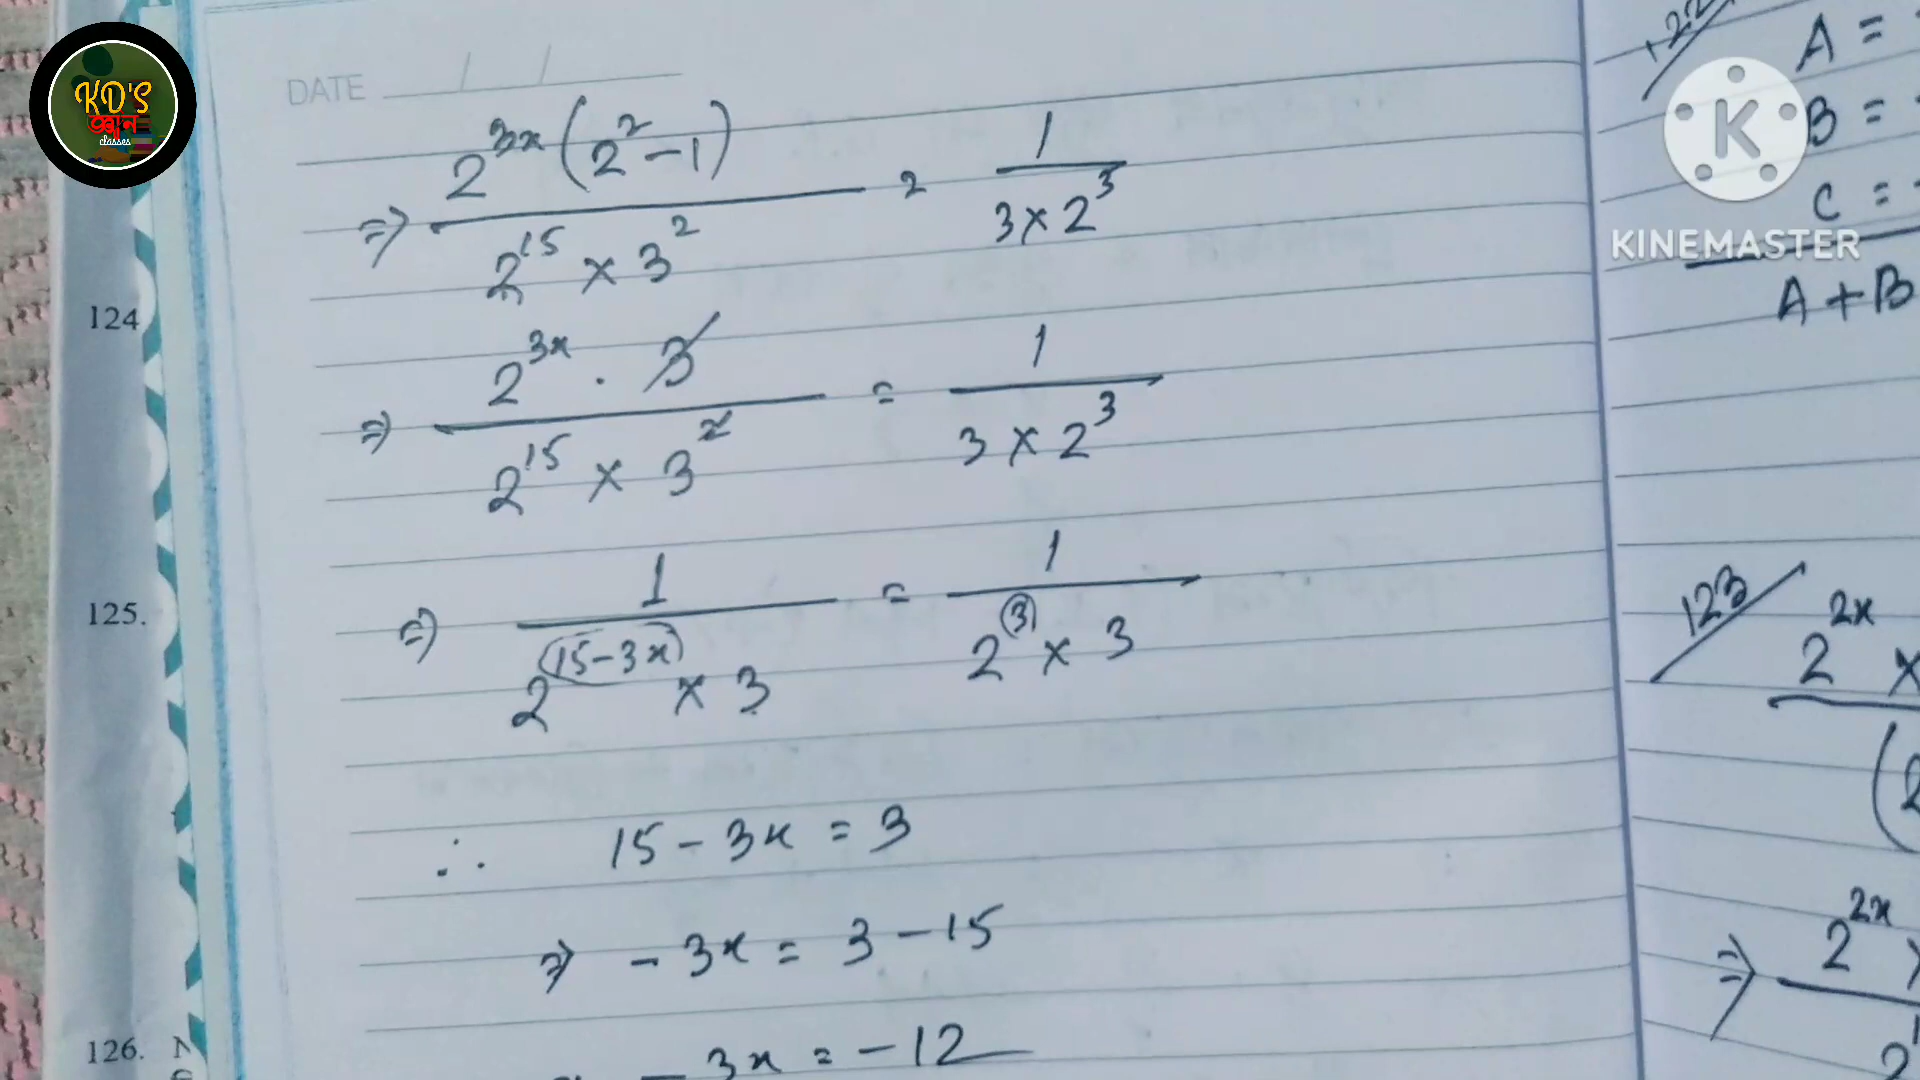 KD'S
জ্ঞান
classes
DATE / /
⇒ 2^3x (2^2 - 1) / 2^15 × 3^2 = 1 / 3 × 2^3
124
⇒ 2^3x . 3 / 2^15 × 3^2 = 1 / 3 × 2^3
125.
⇒ 1 / 2^(15-3x) × 3 = 1 / 2^(3) × 3
∴ 15 - 3x = 3
⇒ - 3x = 3 - 15
126.
- 3x = - 12
122
A =
B =
C =
A + B
K
KINEMASTER
123
2^2x ×
(2
⇒ 2^2x